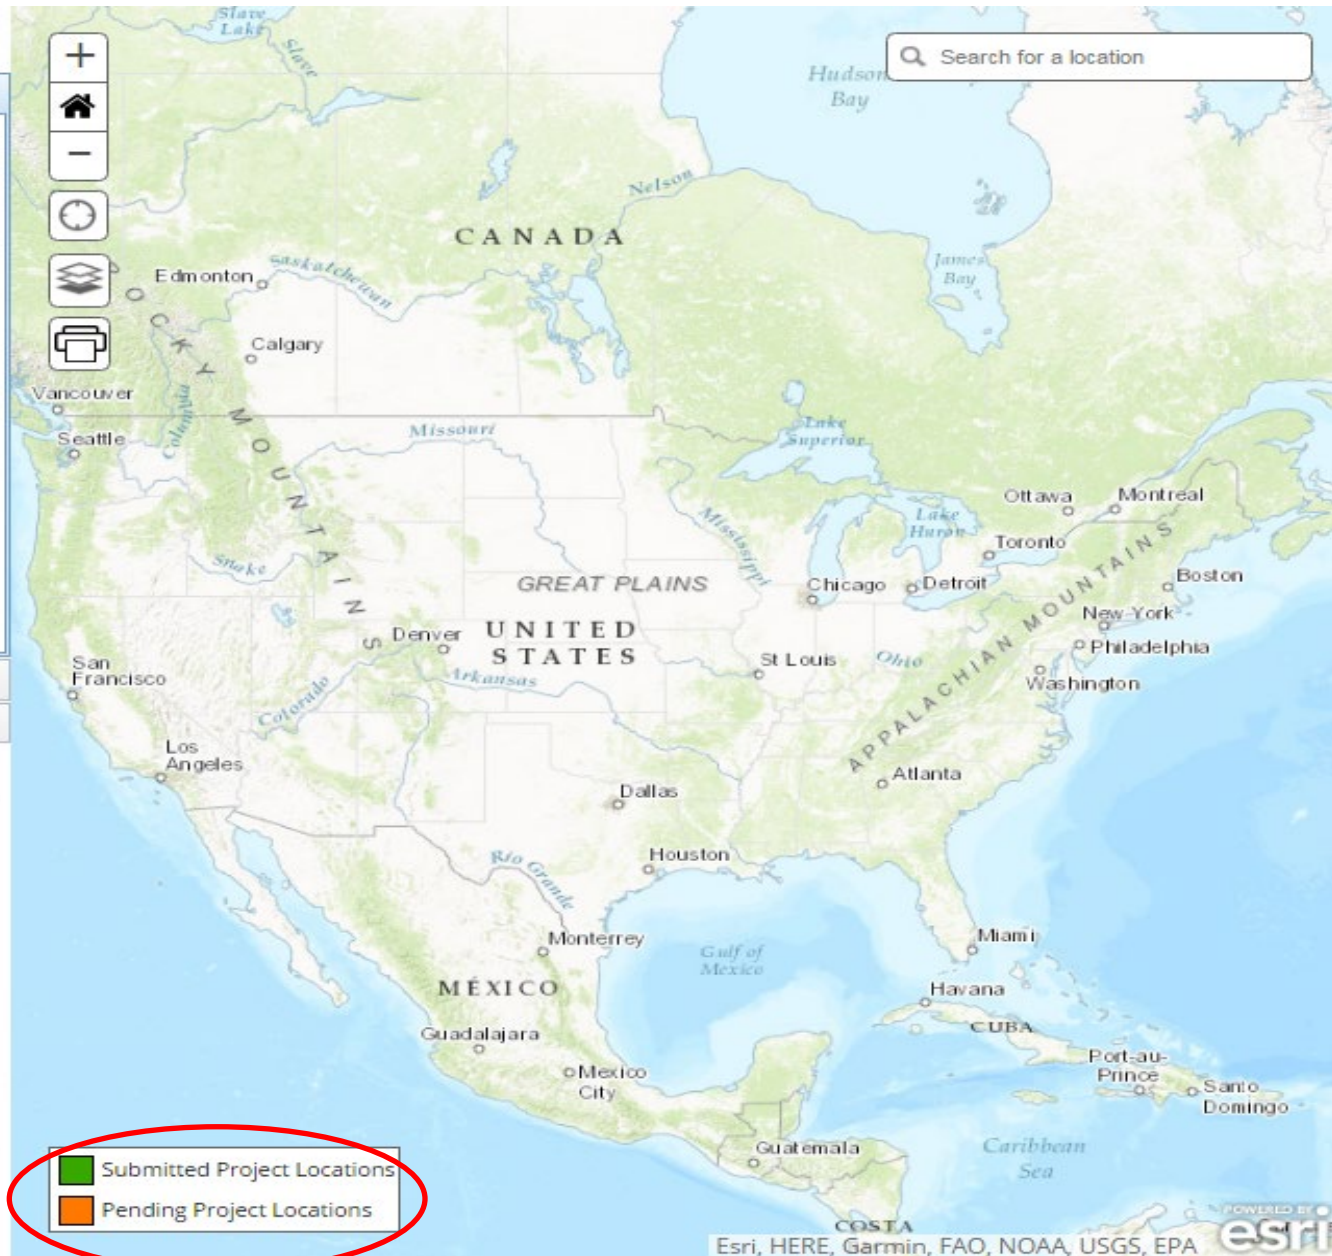 Slave
Lake
Slave
+
Search for a location
Hudson
Bay
−
Nelson
CANADA
James
Bay
Edmonton
Saskatchewan
ROCKY MOUNTAINS
Calgary
Vancouver
Columbia
Seattle
Missouri
Lake
Superior
Ottawa
Montreal
Mississippi
Lake
Huron
Toronto
Snake
GREAT PLAINS
Chicago
Detroit
Boston
New York
Denver
UNITED
STATES
Philadelphia
St Louis
Ohio
APPALACHIAN MOUNTAINS
San
Francisco
Arkansas
Washington
Colorado
Los
Angeles
Atlanta
Dallas
Houston
Rio Grande
Monterrey
Gulf of
Mexico
Miami
MÉXICO
Havana
CUBA
Guadalajara
Mexico
City
Port-au-
Prince
Santo
Domingo
Guatemala
Caribbean
Sea
Submitted Project Locations
Pending Project Locations
COSTA
POWERED BY
esri
Esri, HERE, Garmin, FAO, NOAA, USGS, EPA